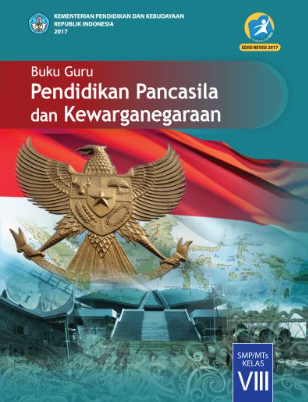 KEMENTERIAN PENDIDIKAN DAN KEBUDAYAAN
REPUBLIK INDONESIA
2017
EDISI REVISI 2017
Buku Guru
Pendidikan Pancasila
dan Kewarganegaraan
SMP/MTs
KELAS
VIII